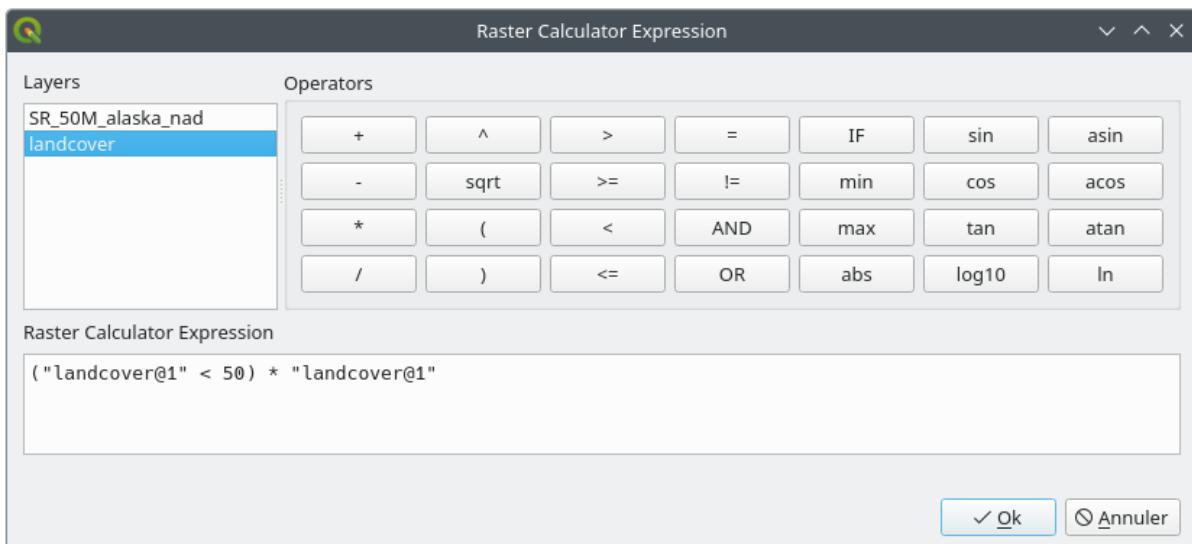 Raster Calculator Expression
Layers
Operators
SR_50M_alaska_nad
landcover
+ ^ > = IF sin asin
- sqrt >= != min cos acos
* ( < AND max tan atan
/ ) <= OR abs log10 ln
Raster Calculator Expression
("landcover@1" < 50) * "landcover@1"
Ok Annuler